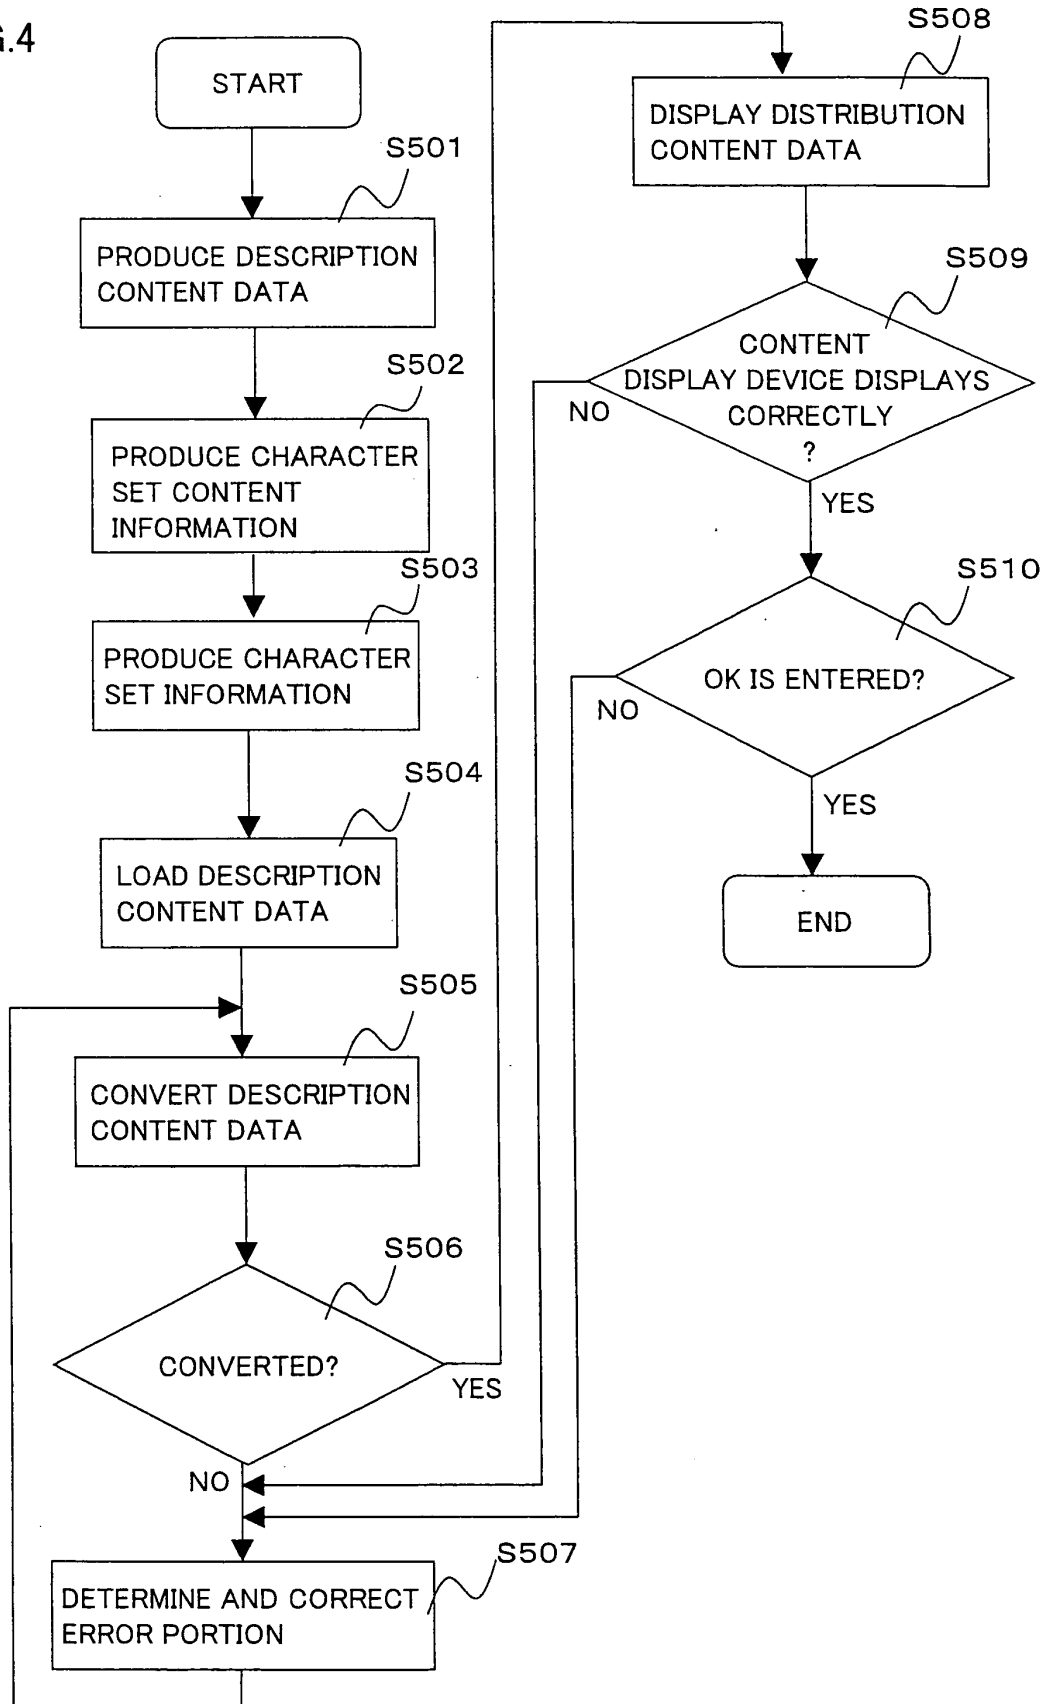 G.4
START
S501
PRODUCE DESCRIPTION
CONTENT DATA
S502
PRODUCE CHARACTER
SET CONTENT
INFORMATION
S503
PRODUCE CHARACTER
SET INFORMATION
S504
LOAD DESCRIPTION
CONTENT DATA
S505
CONVERT DESCRIPTION
CONTENT DATA
S506
CONVERTED?
YES
NO
S507
DETERMINE AND CORRECT
ERROR PORTION
S508
DISPLAY DISTRIBUTION
CONTENT DATA
S509
CONTENT
DISPLAY DEVICE DISPLAYS
CORRECTLY
?
NO
YES
S510
OK IS ENTERED?
NO
YES
END